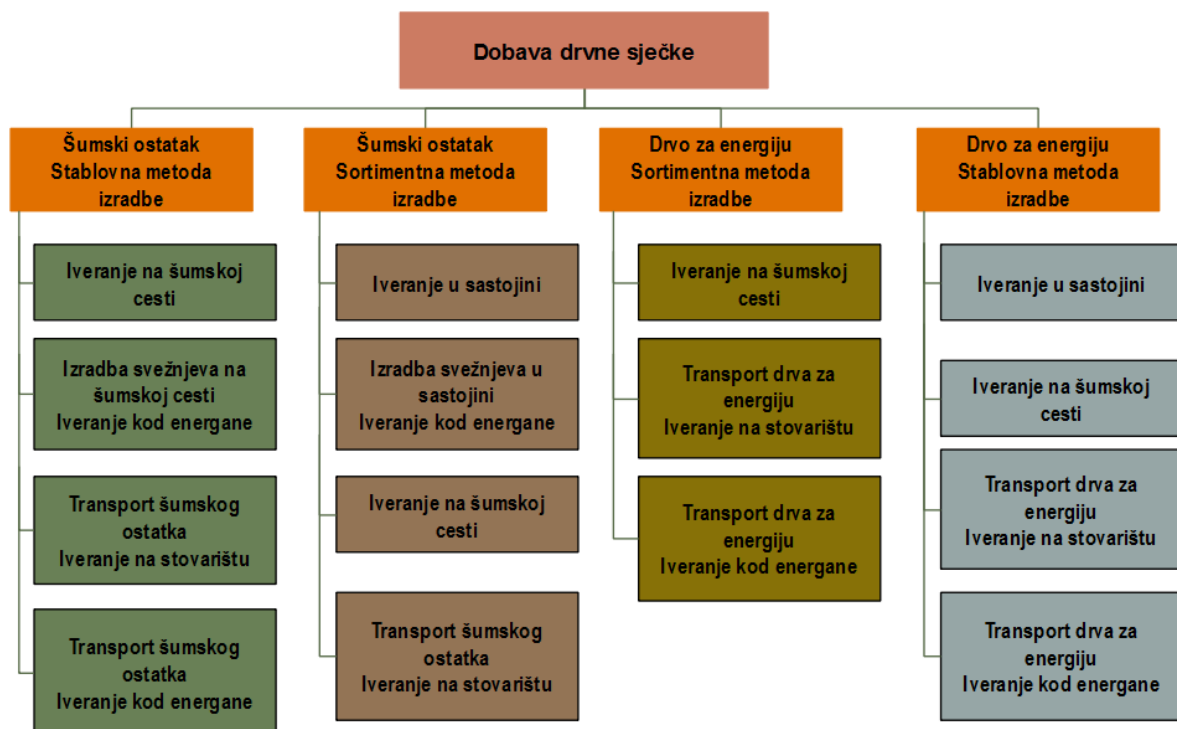 Dobava drvne sječke
Šumski ostatak
Stablovna metoda
izradbe
Šumski ostatak
Sortimentna metoda
izradbe
Drvo za energiju
Sortimentna metoda
izradbe
Drvo za energiju
Stablovna metoda
izradbe
Iveranje na šumskoj
cesti
Izradba svežnjeva na
šumskoj cesti
Iveranje kod energane
Transport šumskog
ostatka
Iveranje na stovarištu
Transport šumskog
ostatka
Iveranje kod energane
Iveranje u sastojini
Izradba svežnjeva u
sastojini
Iveranje kod energane
Iveranje na šumskoj
cesti
Transport šumskog
ostatka
Iveranje na stovarištu
Iveranje na šumskoj
cesti
Transport drva za
energiju
Iveranje na stovarištu
Transport drva za
energiju
Iveranje kod energane
Iveranje u sastojini
Iveranje na šumskoj
cesti
Transport drva za
energiju
Iveranje na stovarištu
Transport drva za
energiju
Iveranje kod energane